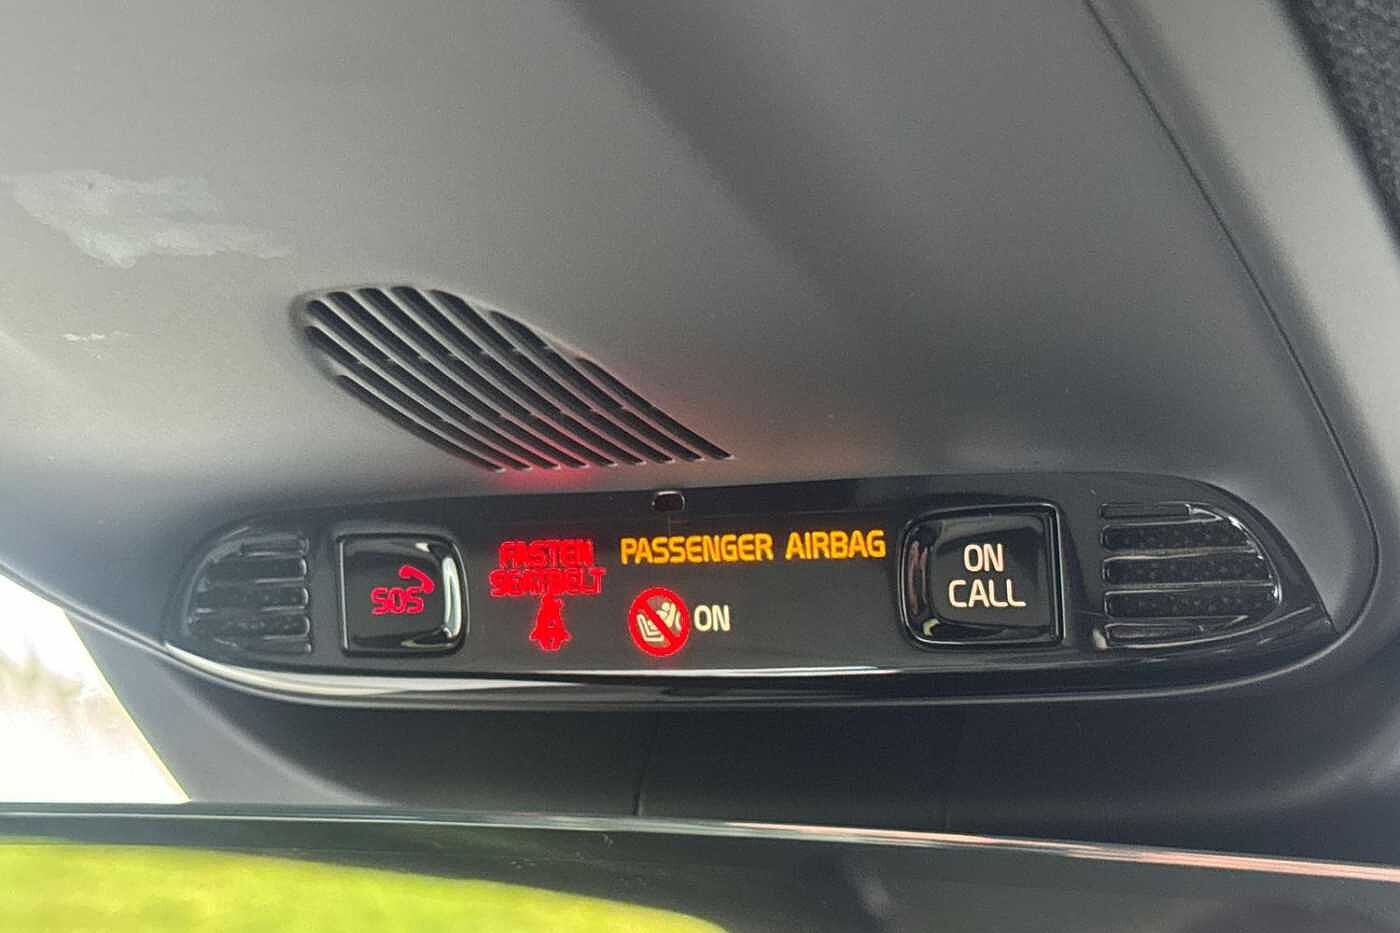 SOS
FASTEN
SEATBELT
PASSENGER AIRBAG
ON
ON
CALL